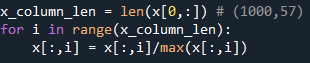 x_column_len = len(x[0,:]) # (1000,57)
for i in range(x_column_len):
    x[:,i] = x[:,i]/max(x[:,i])